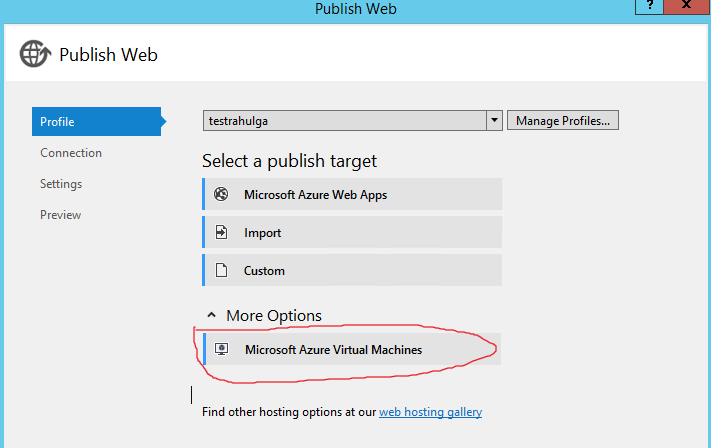 Publish Web
?
X
Publish Web
Profile
testrahulga
Manage Profiles...
Connection
Select a publish target
Settings
Microsoft Azure Web Apps
Preview
Import
Custom
More Options
Microsoft Azure Virtual Machines
Find other hosting options at our web hosting gallery